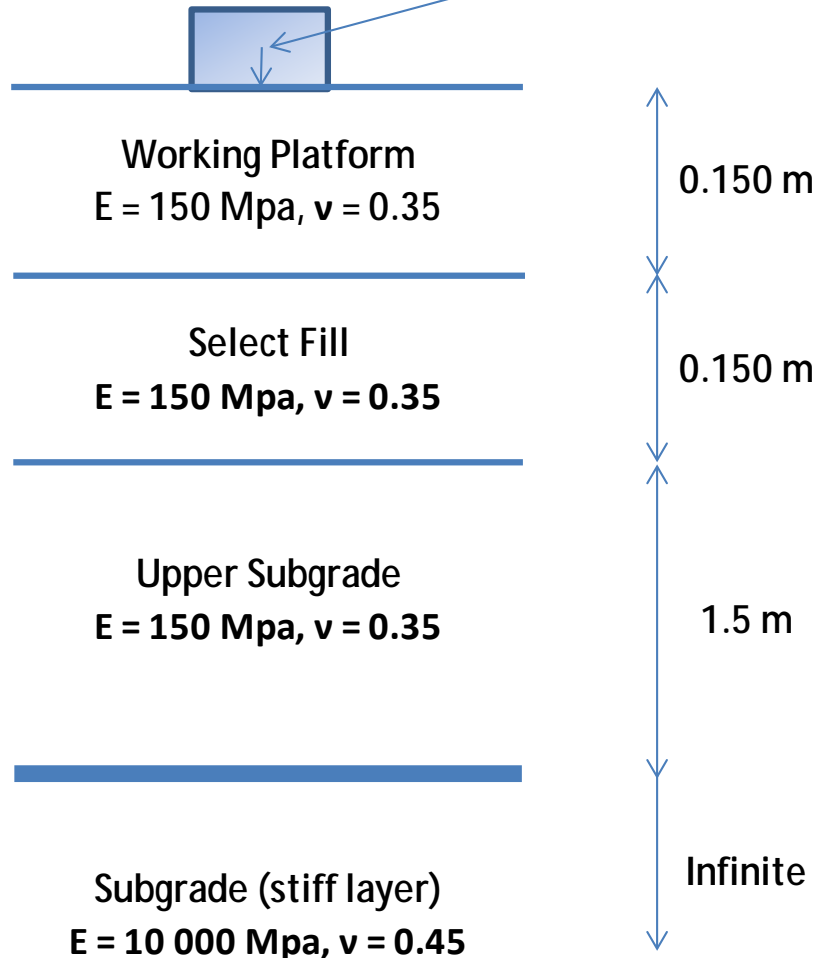 Working Platform
E = 150 Mpa, ν = 0.35
0.150 m
Select Fill
E = 150 Mpa, ν = 0.35
0.150 m
Upper Subgrade
E = 150 Mpa, ν = 0.35
1.5 m
Subgrade (stiff layer)
E = 10 000 Mpa, ν = 0.45
Infinite